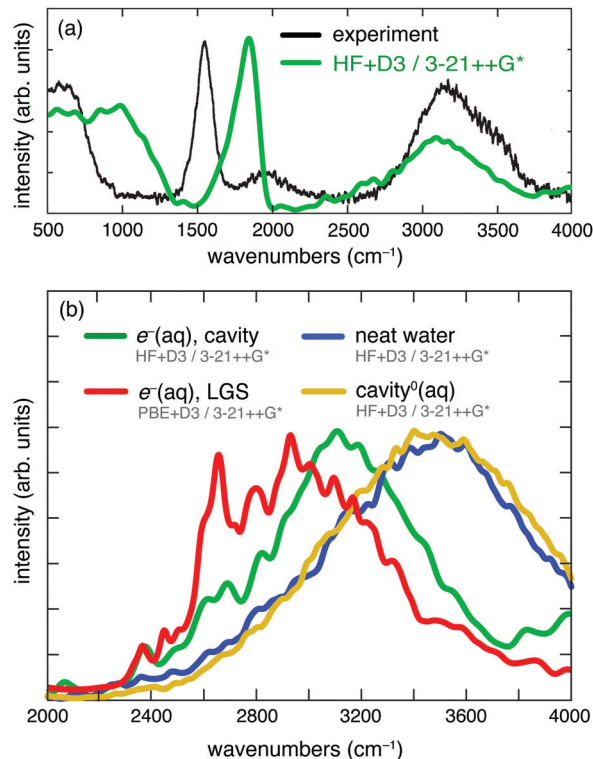 (a)
experiment
HF+D3 / 3-21++G*
intensity (arb. units)
500 1000 1500 2000 2500 3000 3500 4000
wavenumbers (cm⁻¹)
(b)
e⁻(aq), cavity
HF+D3 / 3-21++G*
neat water
HF+D3 / 3-21++G*
e⁻(aq), LGS
PBE+D3 / 3-21++G*
cavity⁰(aq)
HF+D3 / 3-21++G*
intensity (arb. units)
2000 2400 2800 3200 3600 4000
wavenumbers (cm⁻¹)